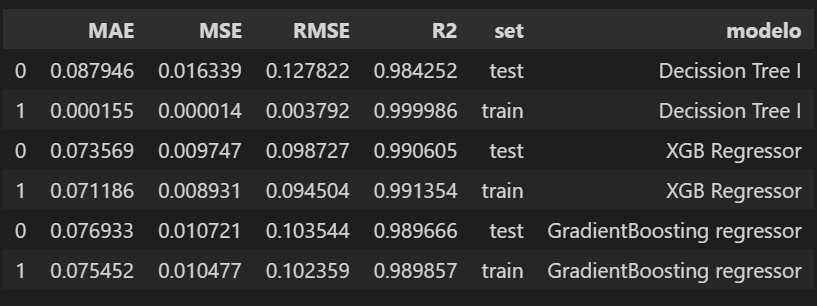 MAE MSE RMSE R2 set modelo
0 0.087946 0.016339 0.127822 0.984252 test Decission Tree I
1 0.000155 0.000014 0.003792 0.999986 train Decission Tree I
0 0.073569 0.009747 0.098727 0.990605 test XGB Regressor
1 0.071186 0.008931 0.094504 0.991354 train XGB Regressor
0 0.076933 0.010721 0.103544 0.989666 test GradientBoosting regressor
1 0.075452 0.010477 0.102359 0.989857 train GradientBoosting regressor